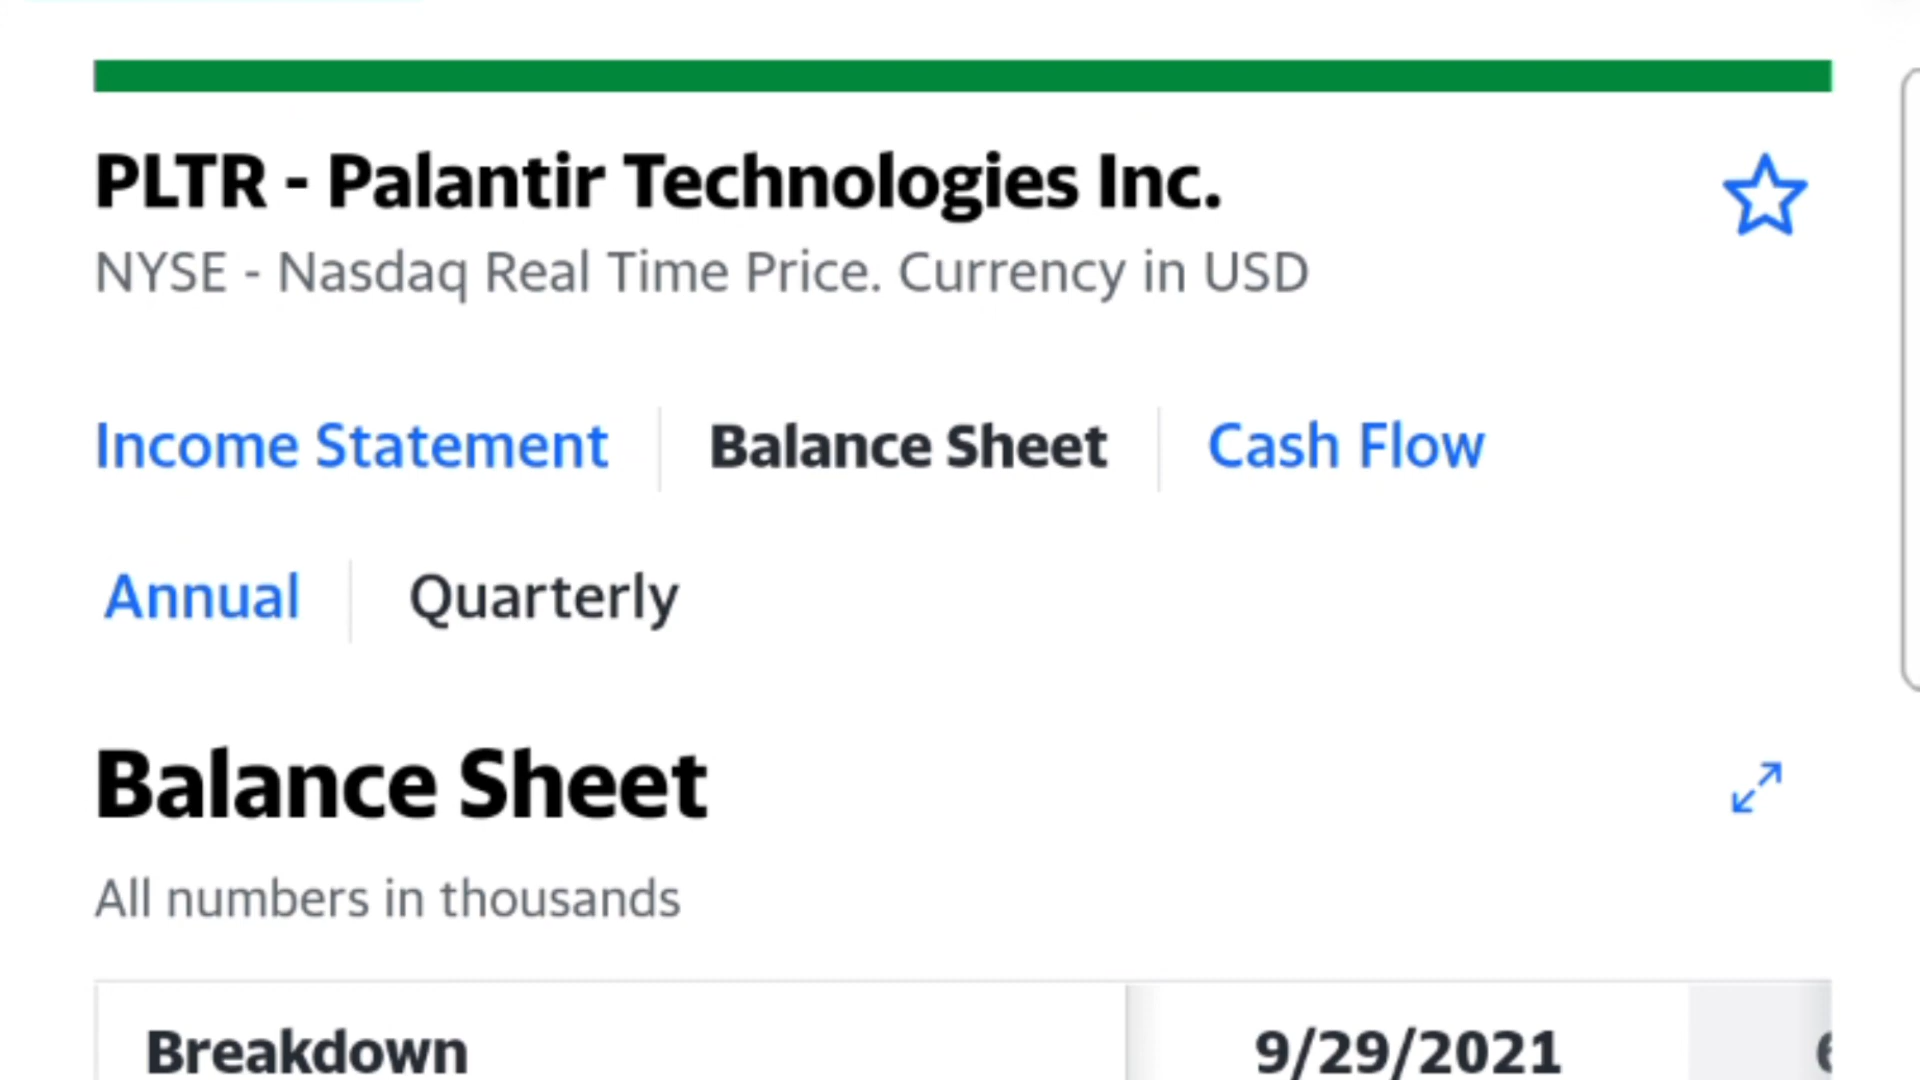 PLTR - Palantir Technologies Inc.
NYSE - Nasdaq Real Time Price. Currency in USD
Income Statement Balance Sheet Cash Flow
Annual Quarterly
Balance Sheet
All numbers in thousands
Breakdown 9/29/2021